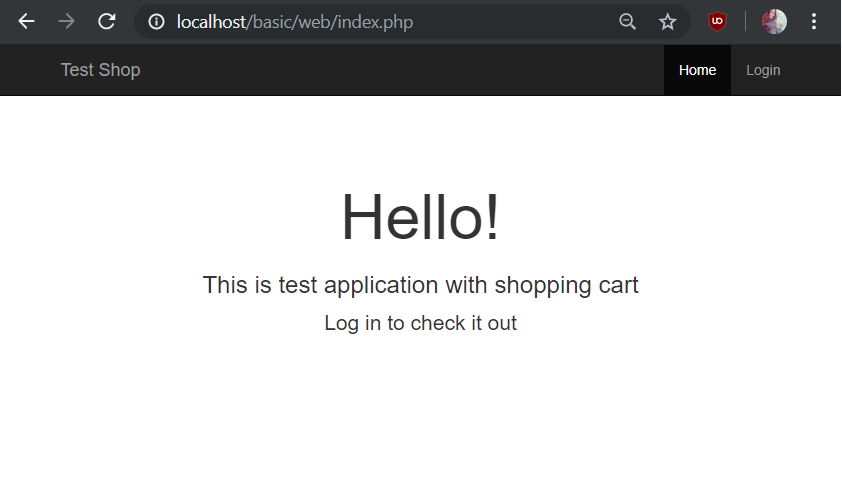 localhost/basic/web/index.php
Test Shop Home Login
Hello!
This is test application with shopping cart
Log in to check it out